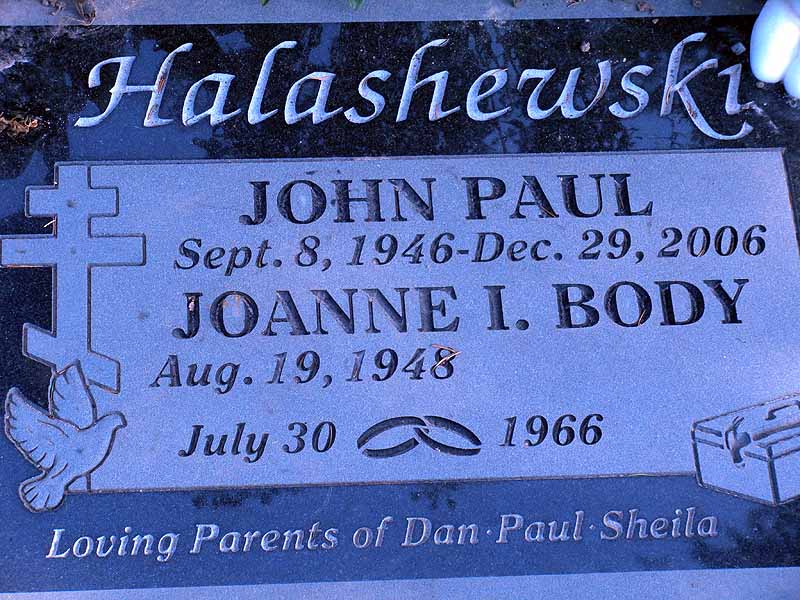 Halashewski
JOHN PAUL
Sept. 8, 1946-Dec. 29, 2006
JOANNE I. BODY
Aug. 19, 1948
July 30 1966
Loving Parents of Dan·Paul·Sheila